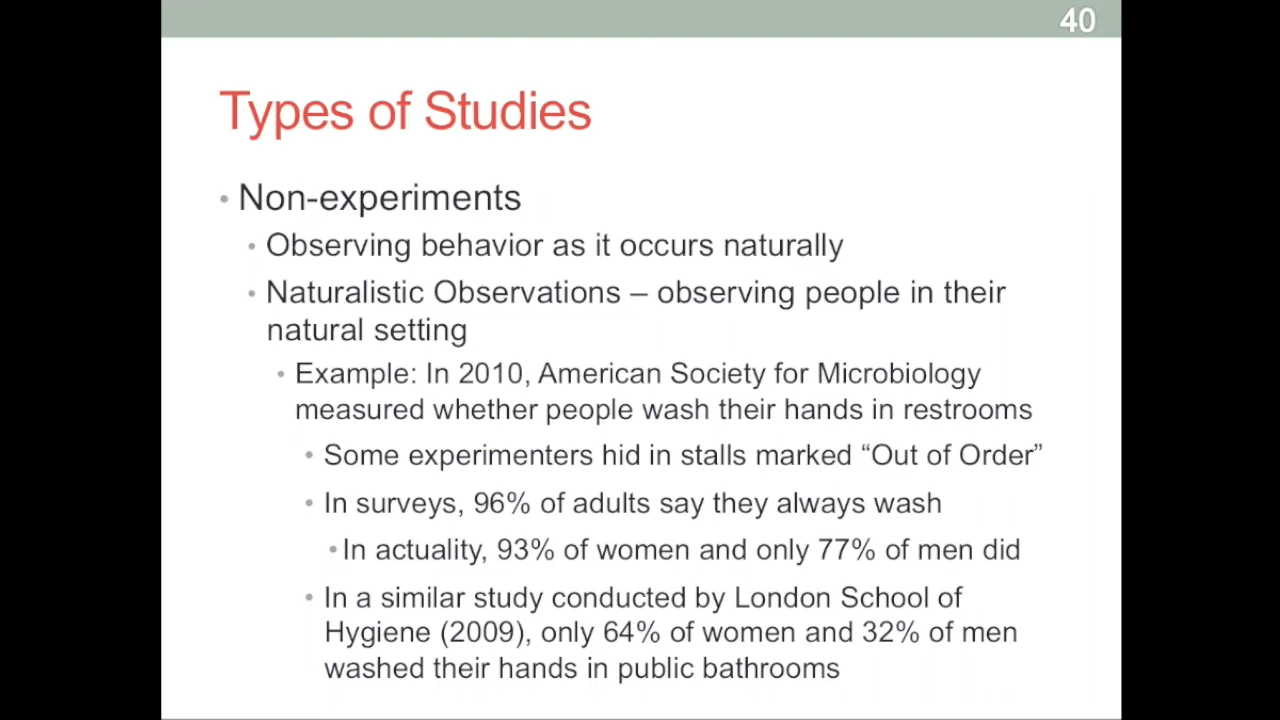 40
Types of Studies
• Non-experiments
• Observing behavior as it occurs naturally
• Naturalistic Observations – observing people in their
natural setting
• Example: In 2010, American Society for Microbiology
measured whether people wash their hands in restrooms
• Some experimenters hid in stalls marked “Out of Order”
• In surveys, 96% of adults say they always wash
• In actuality, 93% of women and only 77% of men did
• In a similar study conducted by London School of
Hygiene (2009), only 64% of women and 32% of men
washed their hands in public bathrooms